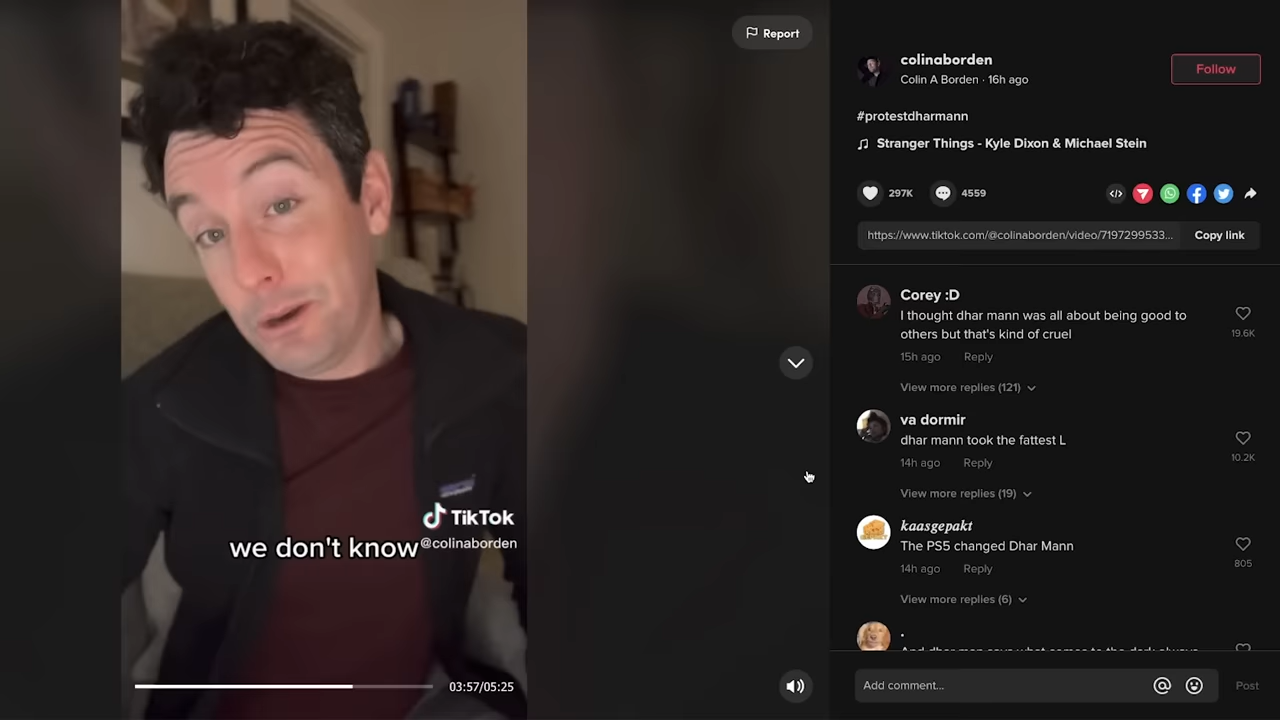 Report
we don't know
TikTok
@colinaborden
03:57/05:25
colinaborden
Colin A Borden · 16h ago
Follow
#protestdharmann
Stranger Things - Kyle Dixon & Michael Stein
297K
4559
https://www.tiktok.com/@colinaborden/video/7197299533...
Copy link
Corey :D
I thought dhar mann was all about being good to
others but that's kind of cruel
19.6K
15h ago Reply
View more replies (121)
va dormir
dhar mann took the fattest L
10.2K
14h ago Reply
View more replies (19)
kaasgepakt
The PS5 changed Dhar Mann
805
14h ago Reply
View more replies (6)
.
Add comment...
Post